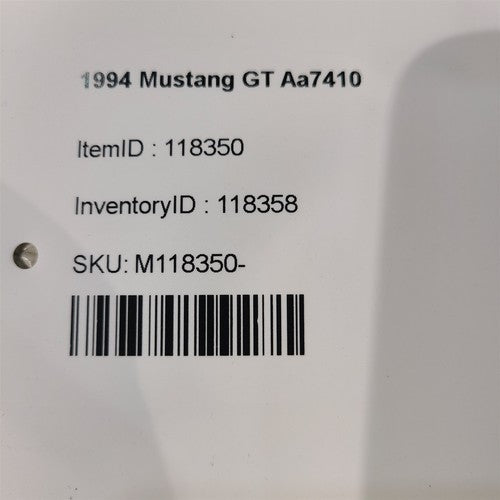 1994 Mustang GT Aa7410
ItemID : 118350
InventoryID : 118358
SKU: M118350-